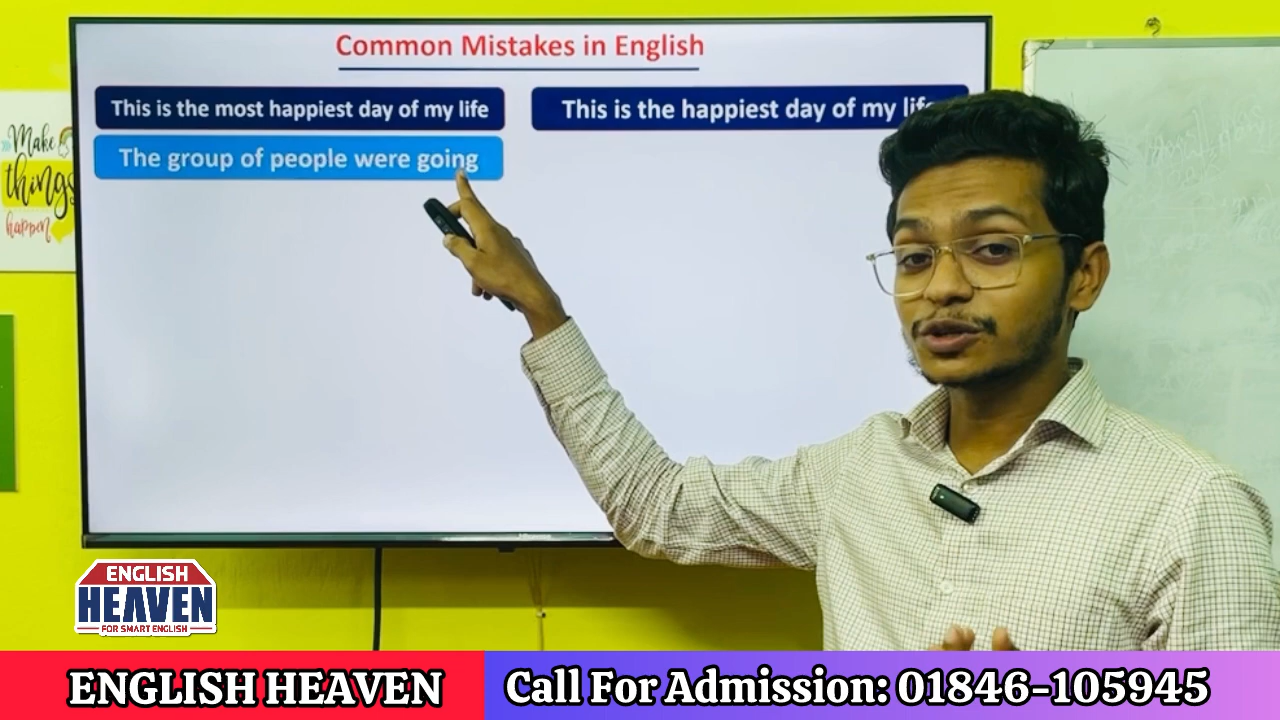 Common Mistakes in English
This is the most happiest day of my life
This is the happiest day of my life
The group of people were going
Make
things
happen
ENGLISH
HEAVEN
FOR SMART ENGLISH
ENGLISH HEAVEN
Call For Admission: 01846-105945